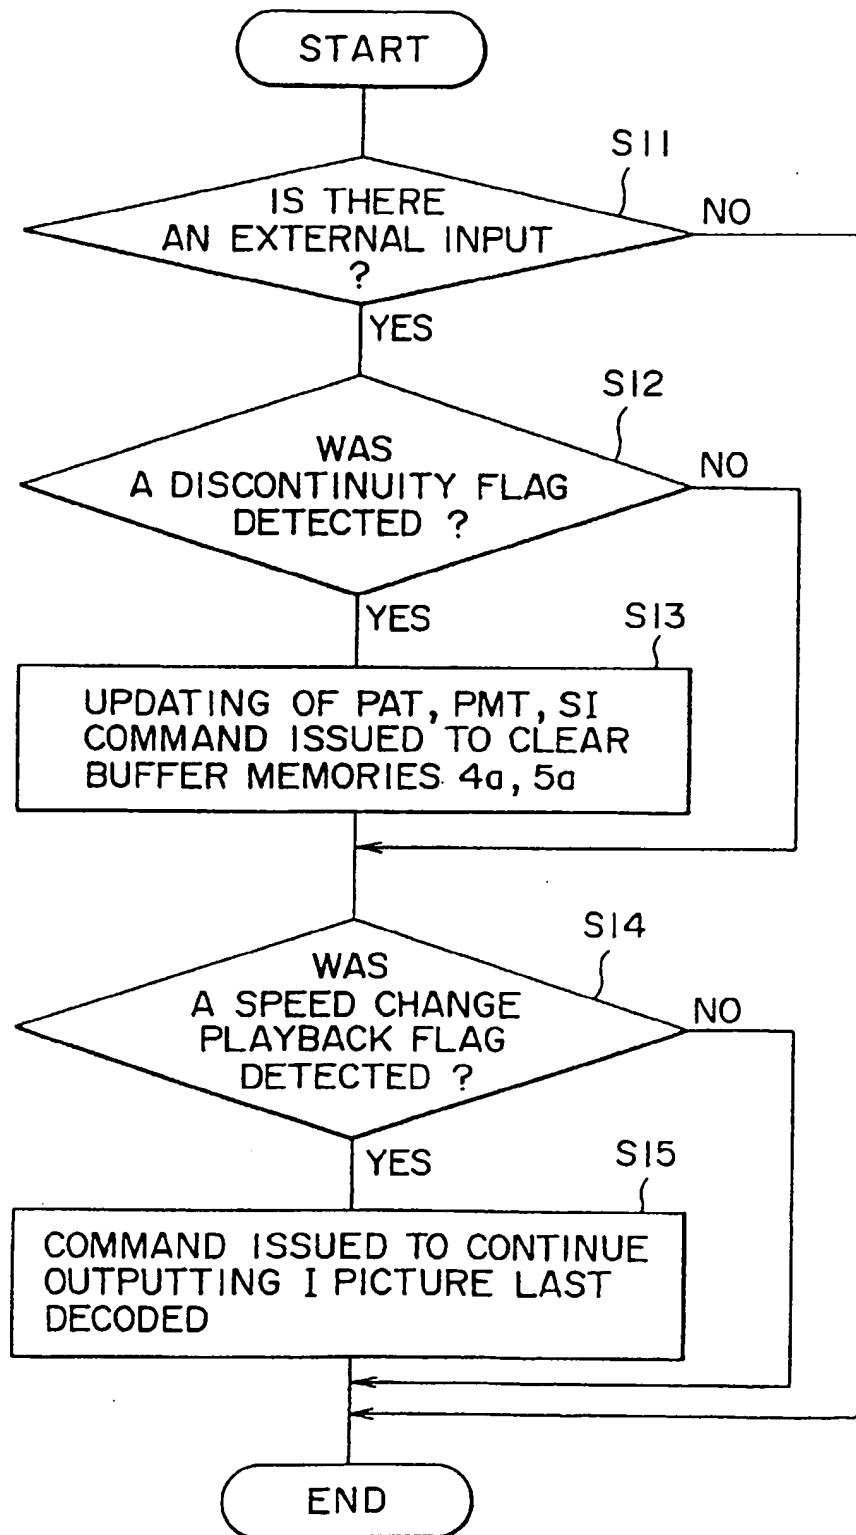 START
S11
IS THERE
AN EXTERNAL INPUT
?
NO
YES
S12
WAS
A DISCONTINUITY FLAG
DETECTED ?
NO
YES
S13
UPDATING OF PAT, PMT, SI
COMMAND ISSUED TO CLEAR
BUFFER MEMORIES 4a, 5a
S14
WAS
A SPEED CHANGE
PLAYBACK FLAG
DETECTED ?
NO
YES
S15
COMMAND ISSUED TO CONTINUE
OUTPUTTING I PICTURE LAST
DECODED
END